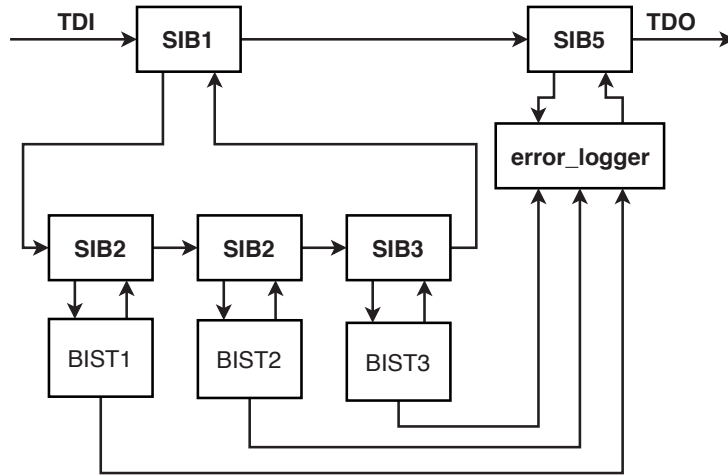 TDI
SIB1
SIB5
TDO
error_logger
SIB2
SIB2
SIB3
BIST1
BIST2
BIST3